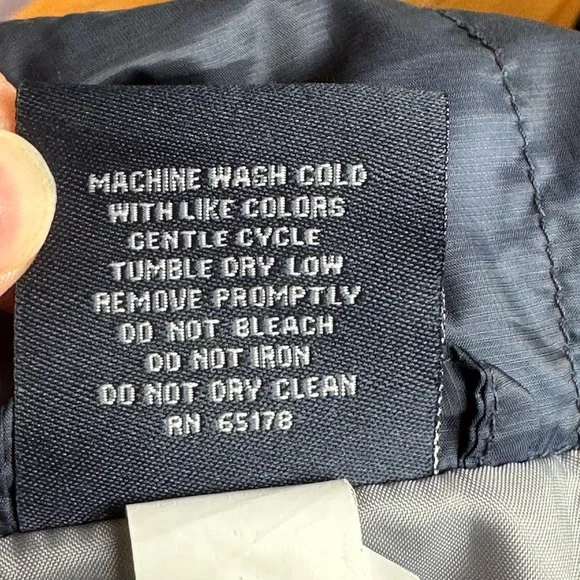 MACHINE WASH COLD
WITH LIKE COLORS
GENTLE CYCLE
TUMBLE DRY LOW
REMOVE PROMPTLY
DO NOT BLEACH
DO NOT IRON
DO NOT DRY CLEAN
RN 65178